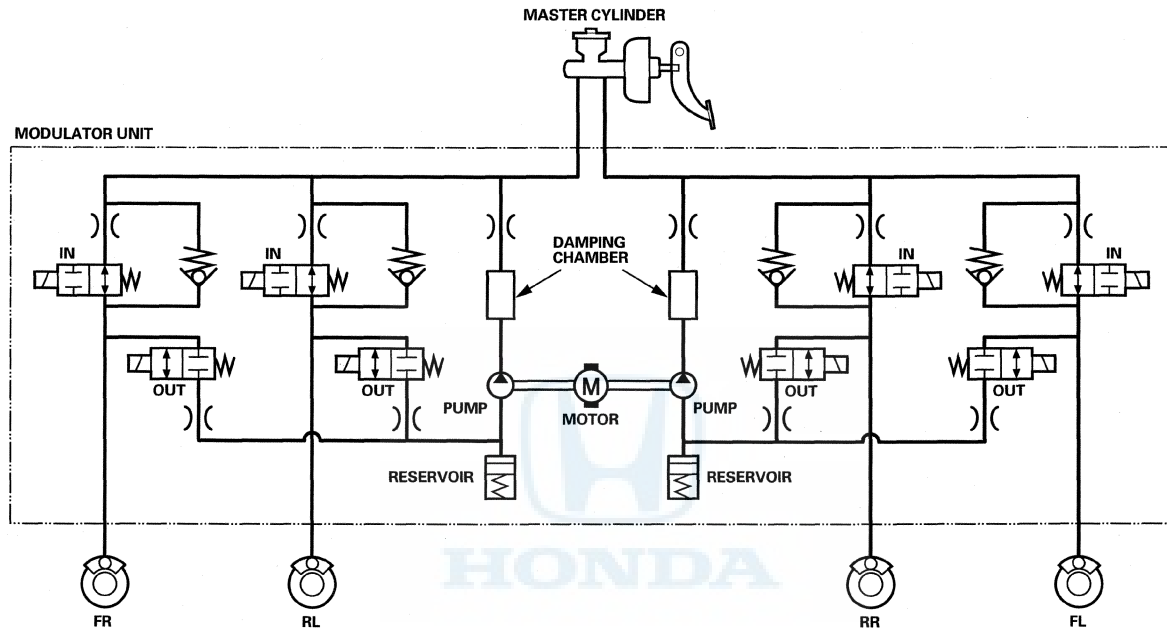 MASTER CYLINDER
MODULATOR UNIT
IN
IN
DAMPING
CHAMBER
IN
IN
OUT
OUT
OUT
OUT
PUMP
M
MOTOR
PUMP
RESERVOIR
RESERVOIR
HONDA
FR
RL
RR
FL